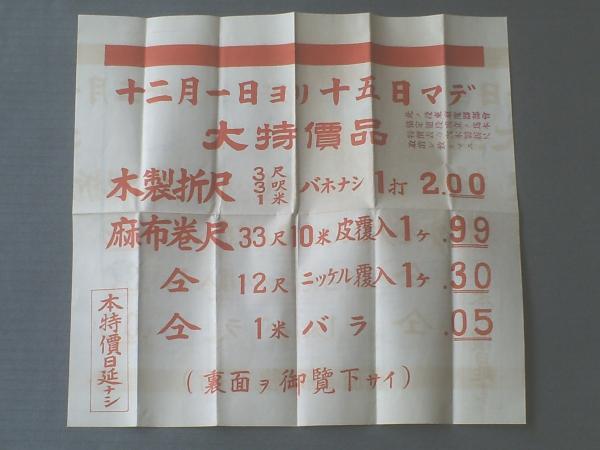 十二月一日ヨリ十五日マデ
大特價品
木製折尺 3尺 3呎 1米 バホナシ 1打 2.00
麻布巻尺 33尺 10米 皮覆入 1ヶ .99
仝 12尺 ニッケル覆入 1ヶ .30
仝 1米 バラ .05
本特價日延ナシ
(裏面ヲ御覽下サイ)